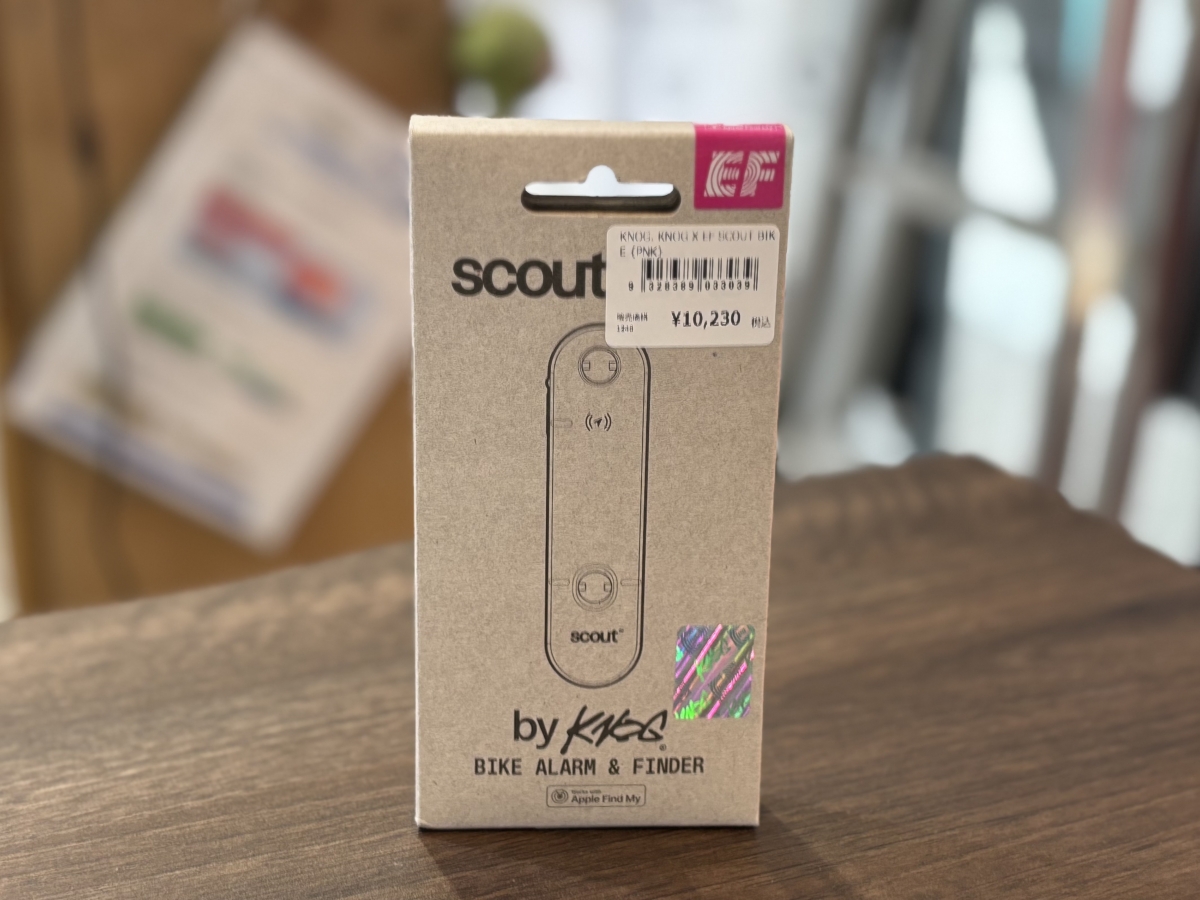 EF
KNOG. KNOG X EF SCOUT BIK
E (PNK)
scout
9 328389 033039
販売価格 ¥10,230 税込
scout
by KNOG®
BIKE ALARM & FINDER
Works with
Apple Find My